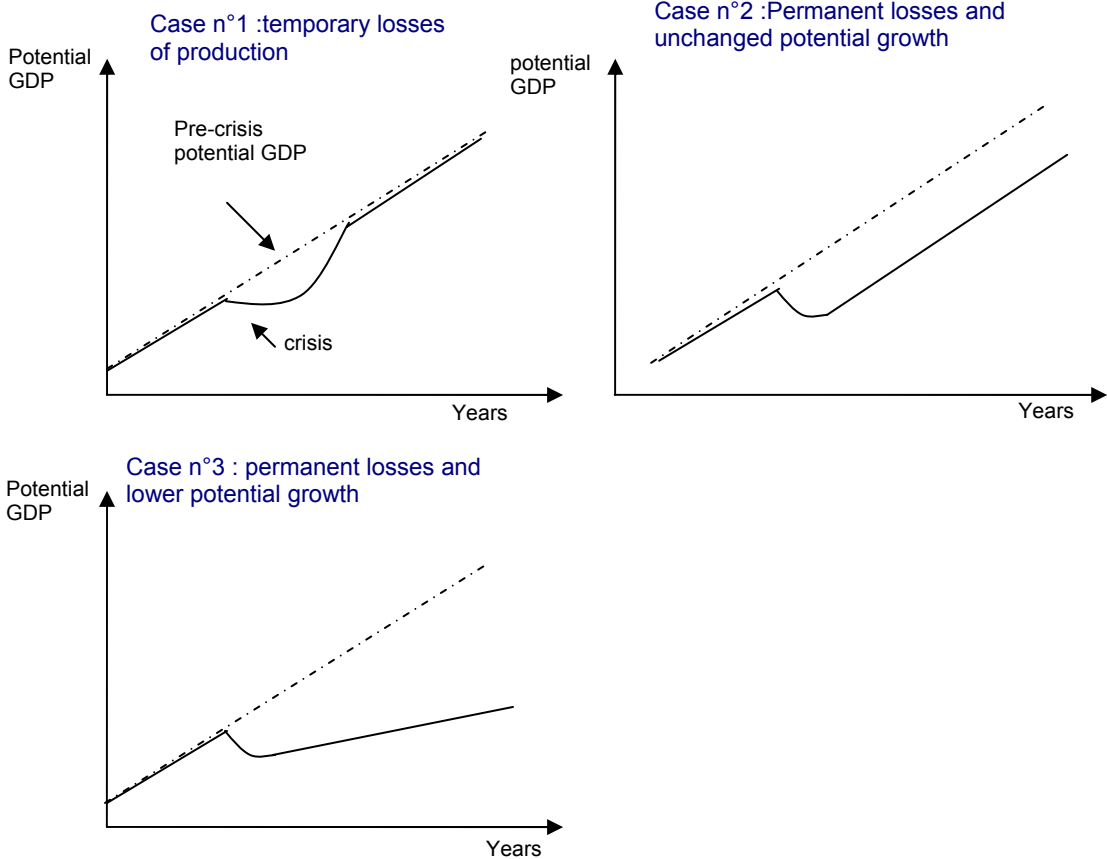 Case n°1 :temporary losses
of production
Potential
GDP
Pre-crisis
potential GDP
crisis
Years
Case n°2 :Permanent losses and
unchanged potential growth
potential
GDP
Years
Case n°3 : permanent losses and
lower potential growth
Potential
GDP
Years